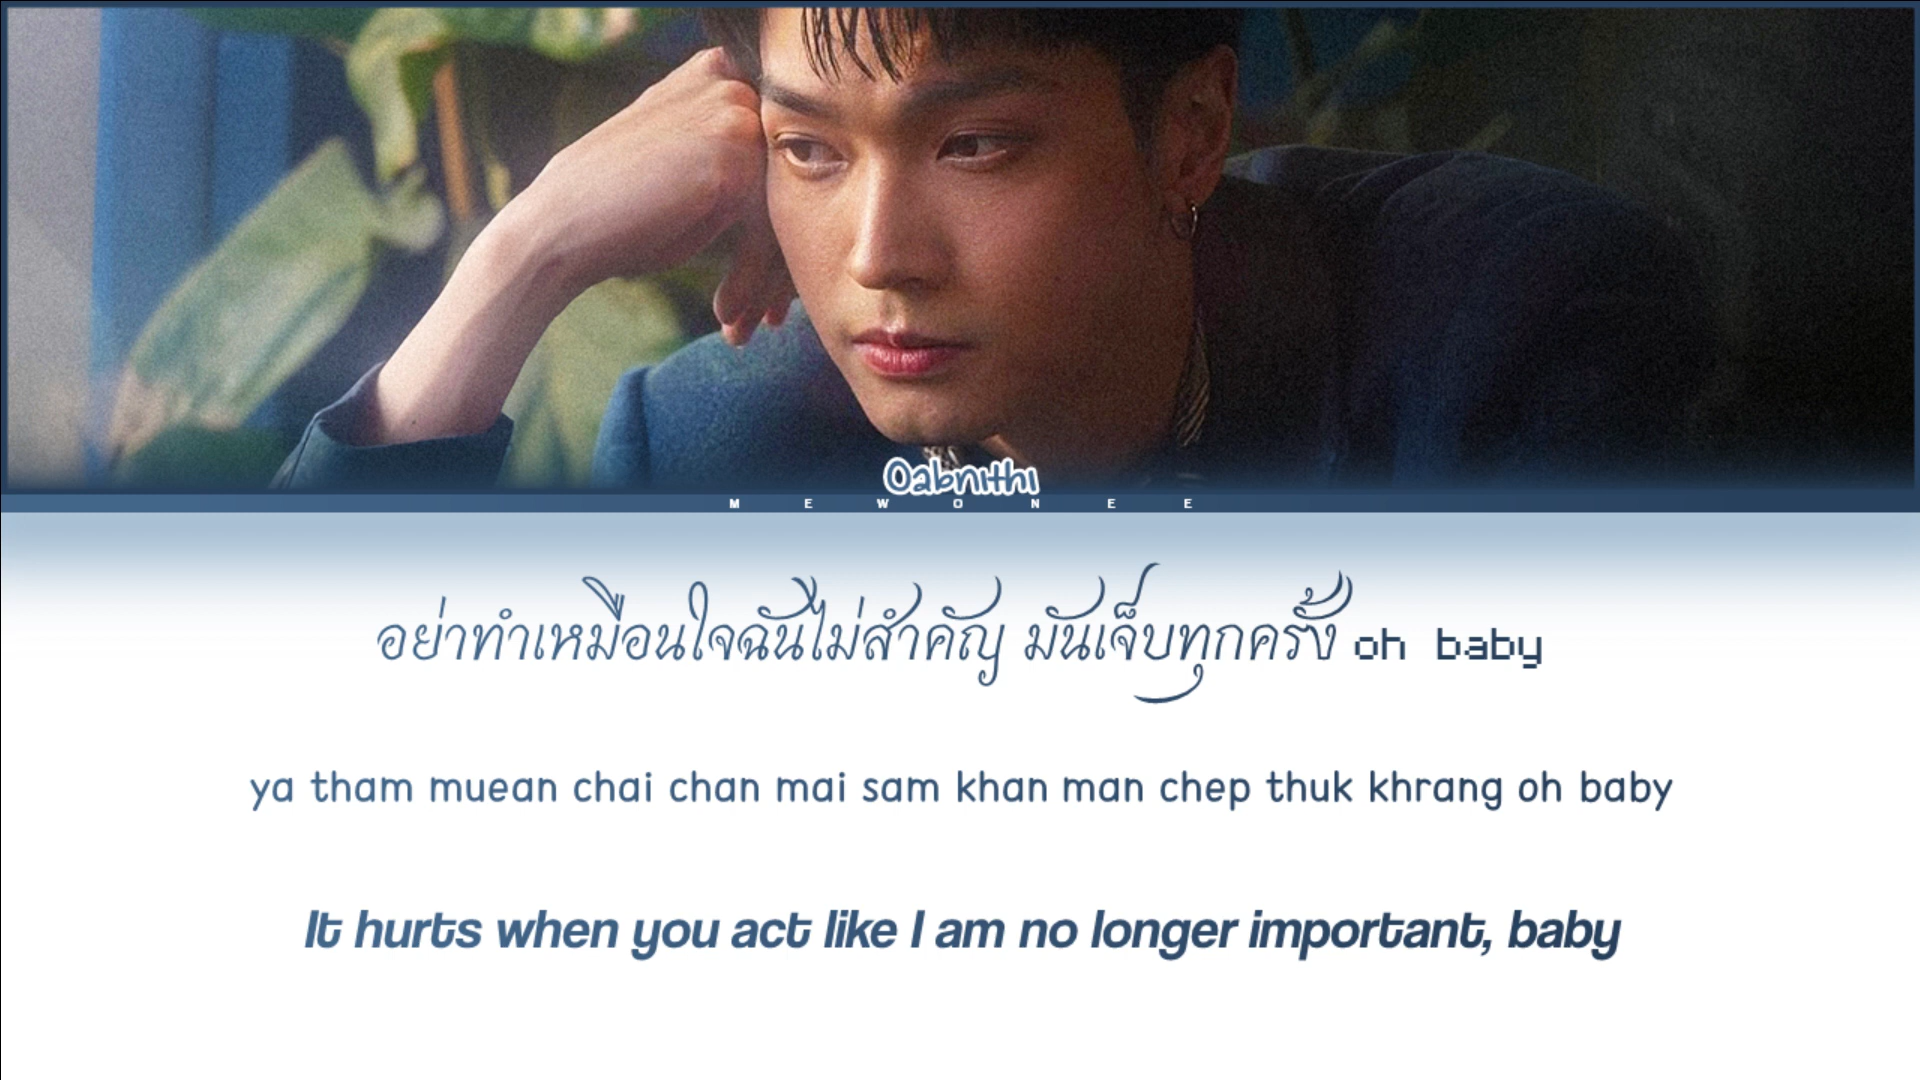 Oabnithi
MEWONEE
อย่าทำเหมือนใจฉันไม่สำคัญ มันเจ็บทุกครั้ง oh baby
ya tham muean chai chan mai sam khan man chep thuk khrang oh baby
It hurts when you act like I am no longer important, baby